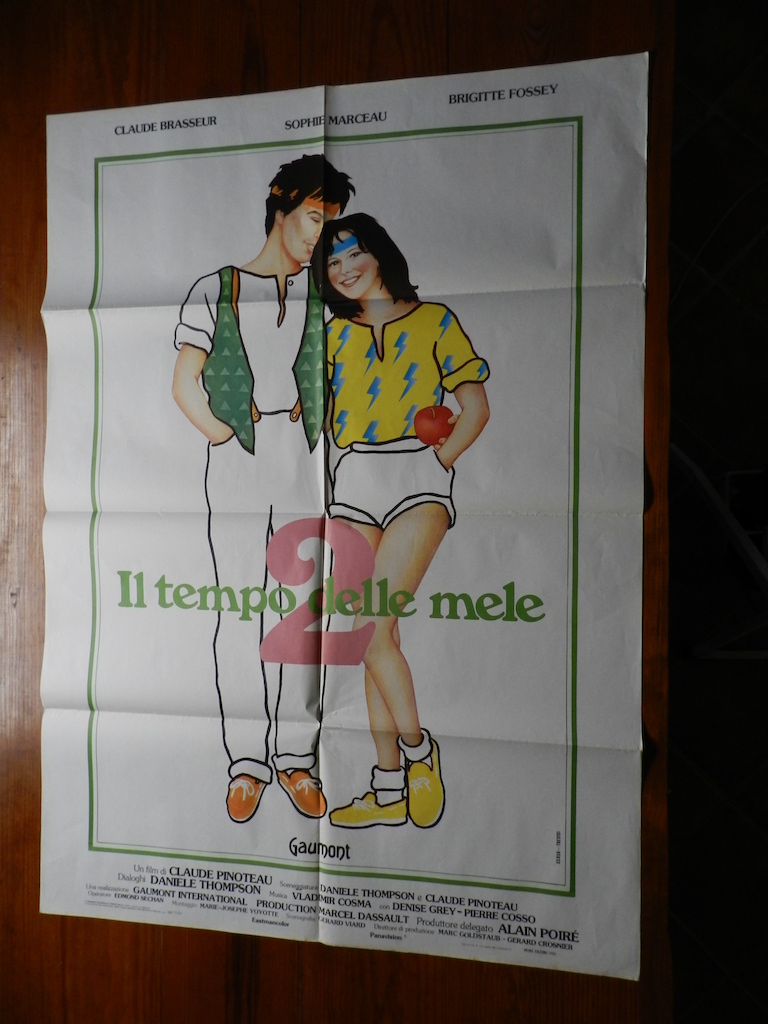 CLAUDE BRASSEUR SOPHIE MARCEAU BRIGITTE FOSSEY
2
Il tempo delle mele
Gaumont
Un film di CLAUDE PINOTEAU
Dialoghi DANIELE THOMPSON Sceneggiatura DANIELE THOMPSON e CLAUDE PINOTEAU
Una realizzazione GAUMONT INTERNATIONAL Musica VLADIMIR COSMA con DENISE GREY - PIERRE COSSO
PRODUCTION MARCEL DASSAULT Produttore delegato ALAIN POIRÉ
Operatore EDMOND SECHAN Montaggio MARIE-JOSEPHE YOYOTTE Scenografia GERARD VIARD Direttori di produzione MARC GOLDSTAUB - GERARD CROSNIER
Eastmancolor Panavision